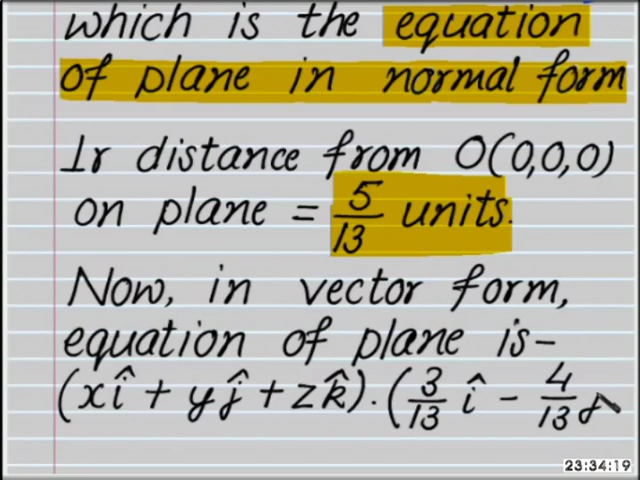 which is the equation
of plane in normal form
⊥r distance from O(0,0,0)
on plane = 5/13 units.
Now, in vector form,
equation of plane is-
(xî + yĵ + zk̂).(3/13 î - 4/13 j
23:34:19